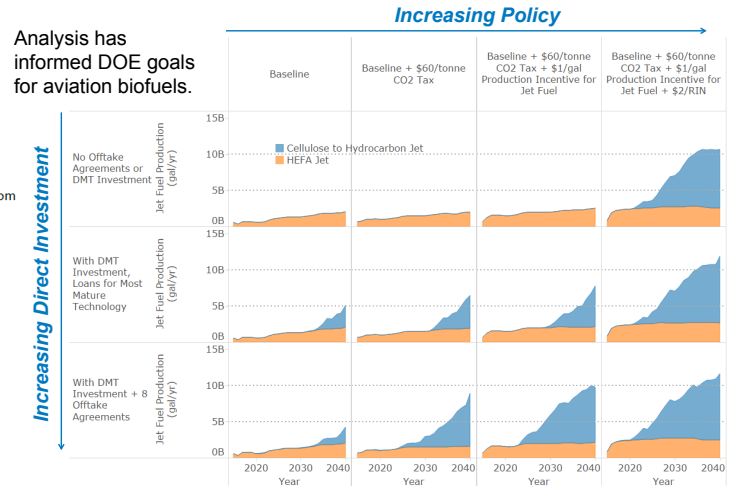 Increasing Policy
Analysis has
informed DOE goals
for aviation biofuels.
Baseline
Baseline + $60/tonne
CO2 Tax
Baseline + $60/tonne
CO2 Tax + $1/gal
Production Incentive for
Jet Fuel
Baseline + $60/tonne
CO2 Tax + $1/gal
Production Incentive for
Jet Fuel + $2/RIN
om
Increasing Direct Investment
No Offtake
Agreements or
DMT Investment
Jet Fuel Production
(gal/yr)
15B
10B
5B
0B
Cellulose to Hydrocarbon Jet
HEFA Jet
With DMT
Investment,
Loans for Most
Mature
Technology
Jet Fuel Production
(gal/yr)
15B
10B
5B
0B
With DMT
Investment + 8
Offtake
Agreements
Jet Fuel Production
(gal/yr)
15B
10B
5B
0B
2020 2030 2040
Year
2020 2030 2040
Year
2020 2030 2040
Year
2020 2030 2040
Year